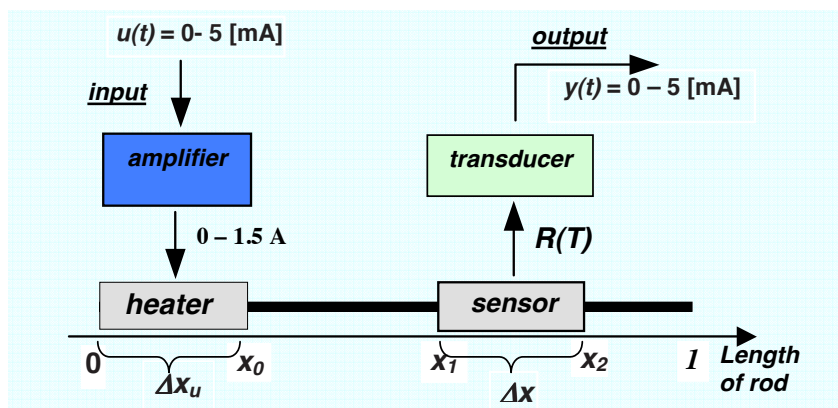 u(t) = 0- 5 [mA]
output
input
y(t) = 0 – 5 [mA]
amplifier
transducer
0 – 1.5 A
R(T)
heater
sensor
0
x0
x1
x2
1
Length
of rod
Δxu
Δx